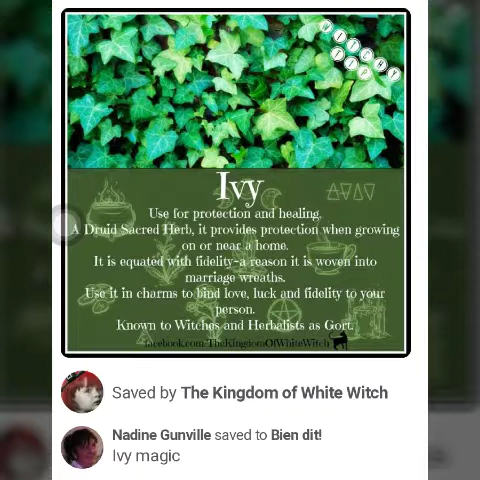 WITCHY
TIP
Ivy
Use for protection and healing.
A Druid Sacred Herb, it provides protection when growing
on or near a home.
It is equated with fidelity-a reason it is woven into
marriage wreaths.
Use it in charms to bind love, luck and fidelity to your
person.
Known to Witches and Herbalists as Gort.
facebook.com/TheKingdomOfWhiteWitch
Saved by The Kingdom of White Witch
Nadine Gunville saved to Bien dit!
Ivy magic